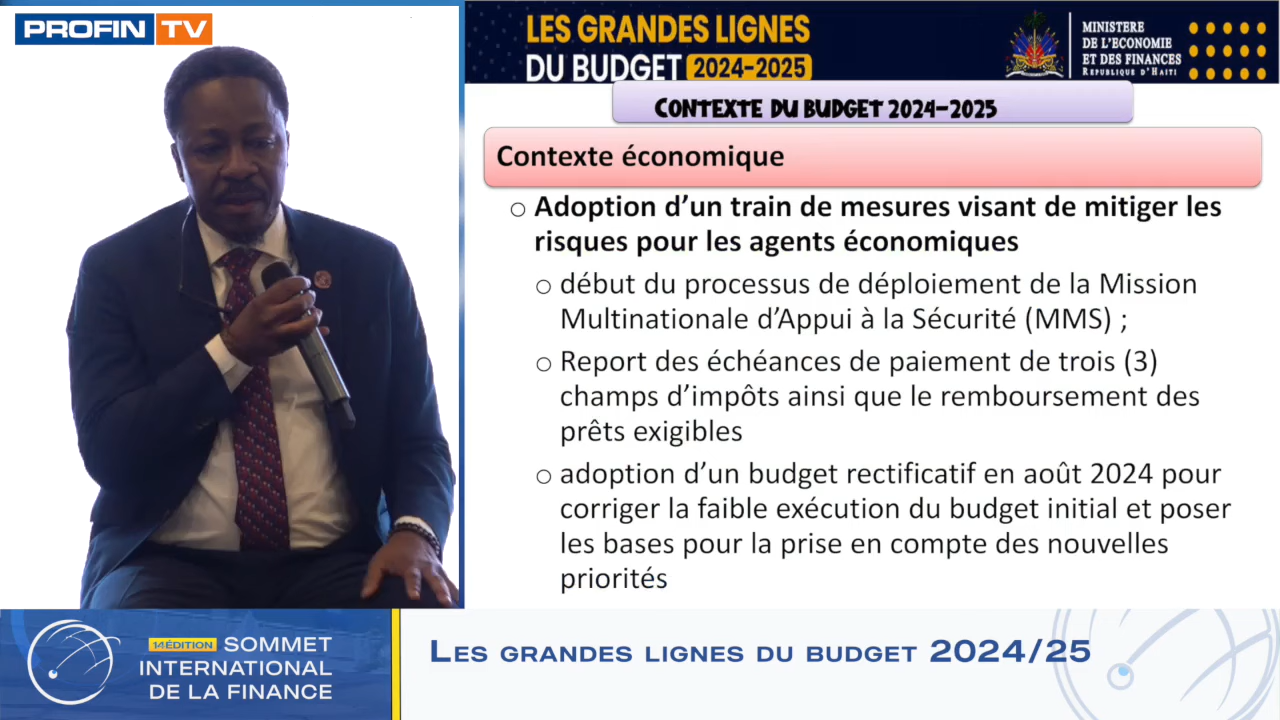 PROFIN TV
LES GRANDES LIGNES
DU BUDGET 2024-2025
MINISTERE
DE L'ECONOMIE
ET DES FINANCES
REPUBLIQUE D'HAITI
CONTEXTE DU BUDGET 2024-2025
Contexte économique
○ Adoption d'un train de mesures visant de mitiger les
risques pour les agents économiques
○ début du processus de déploiement de la Mission
Multinationale d'Appui à la Sécurité (MMS) ;
○ Report des échéances de paiement de trois (3)
champs d'impôts ainsi que le remboursement des
prêts exigibles
○ adoption d'un budget rectificatif en août 2024 pour
corriger la faible exécution du budget initial et poser
les bases pour la prise en compte des nouvelles
priorités
14 ÉDITION SOMMET
INTERNATIONAL
DE LA FINANCE
LES GRANDES LIGNES DU BUDGET 2024/25